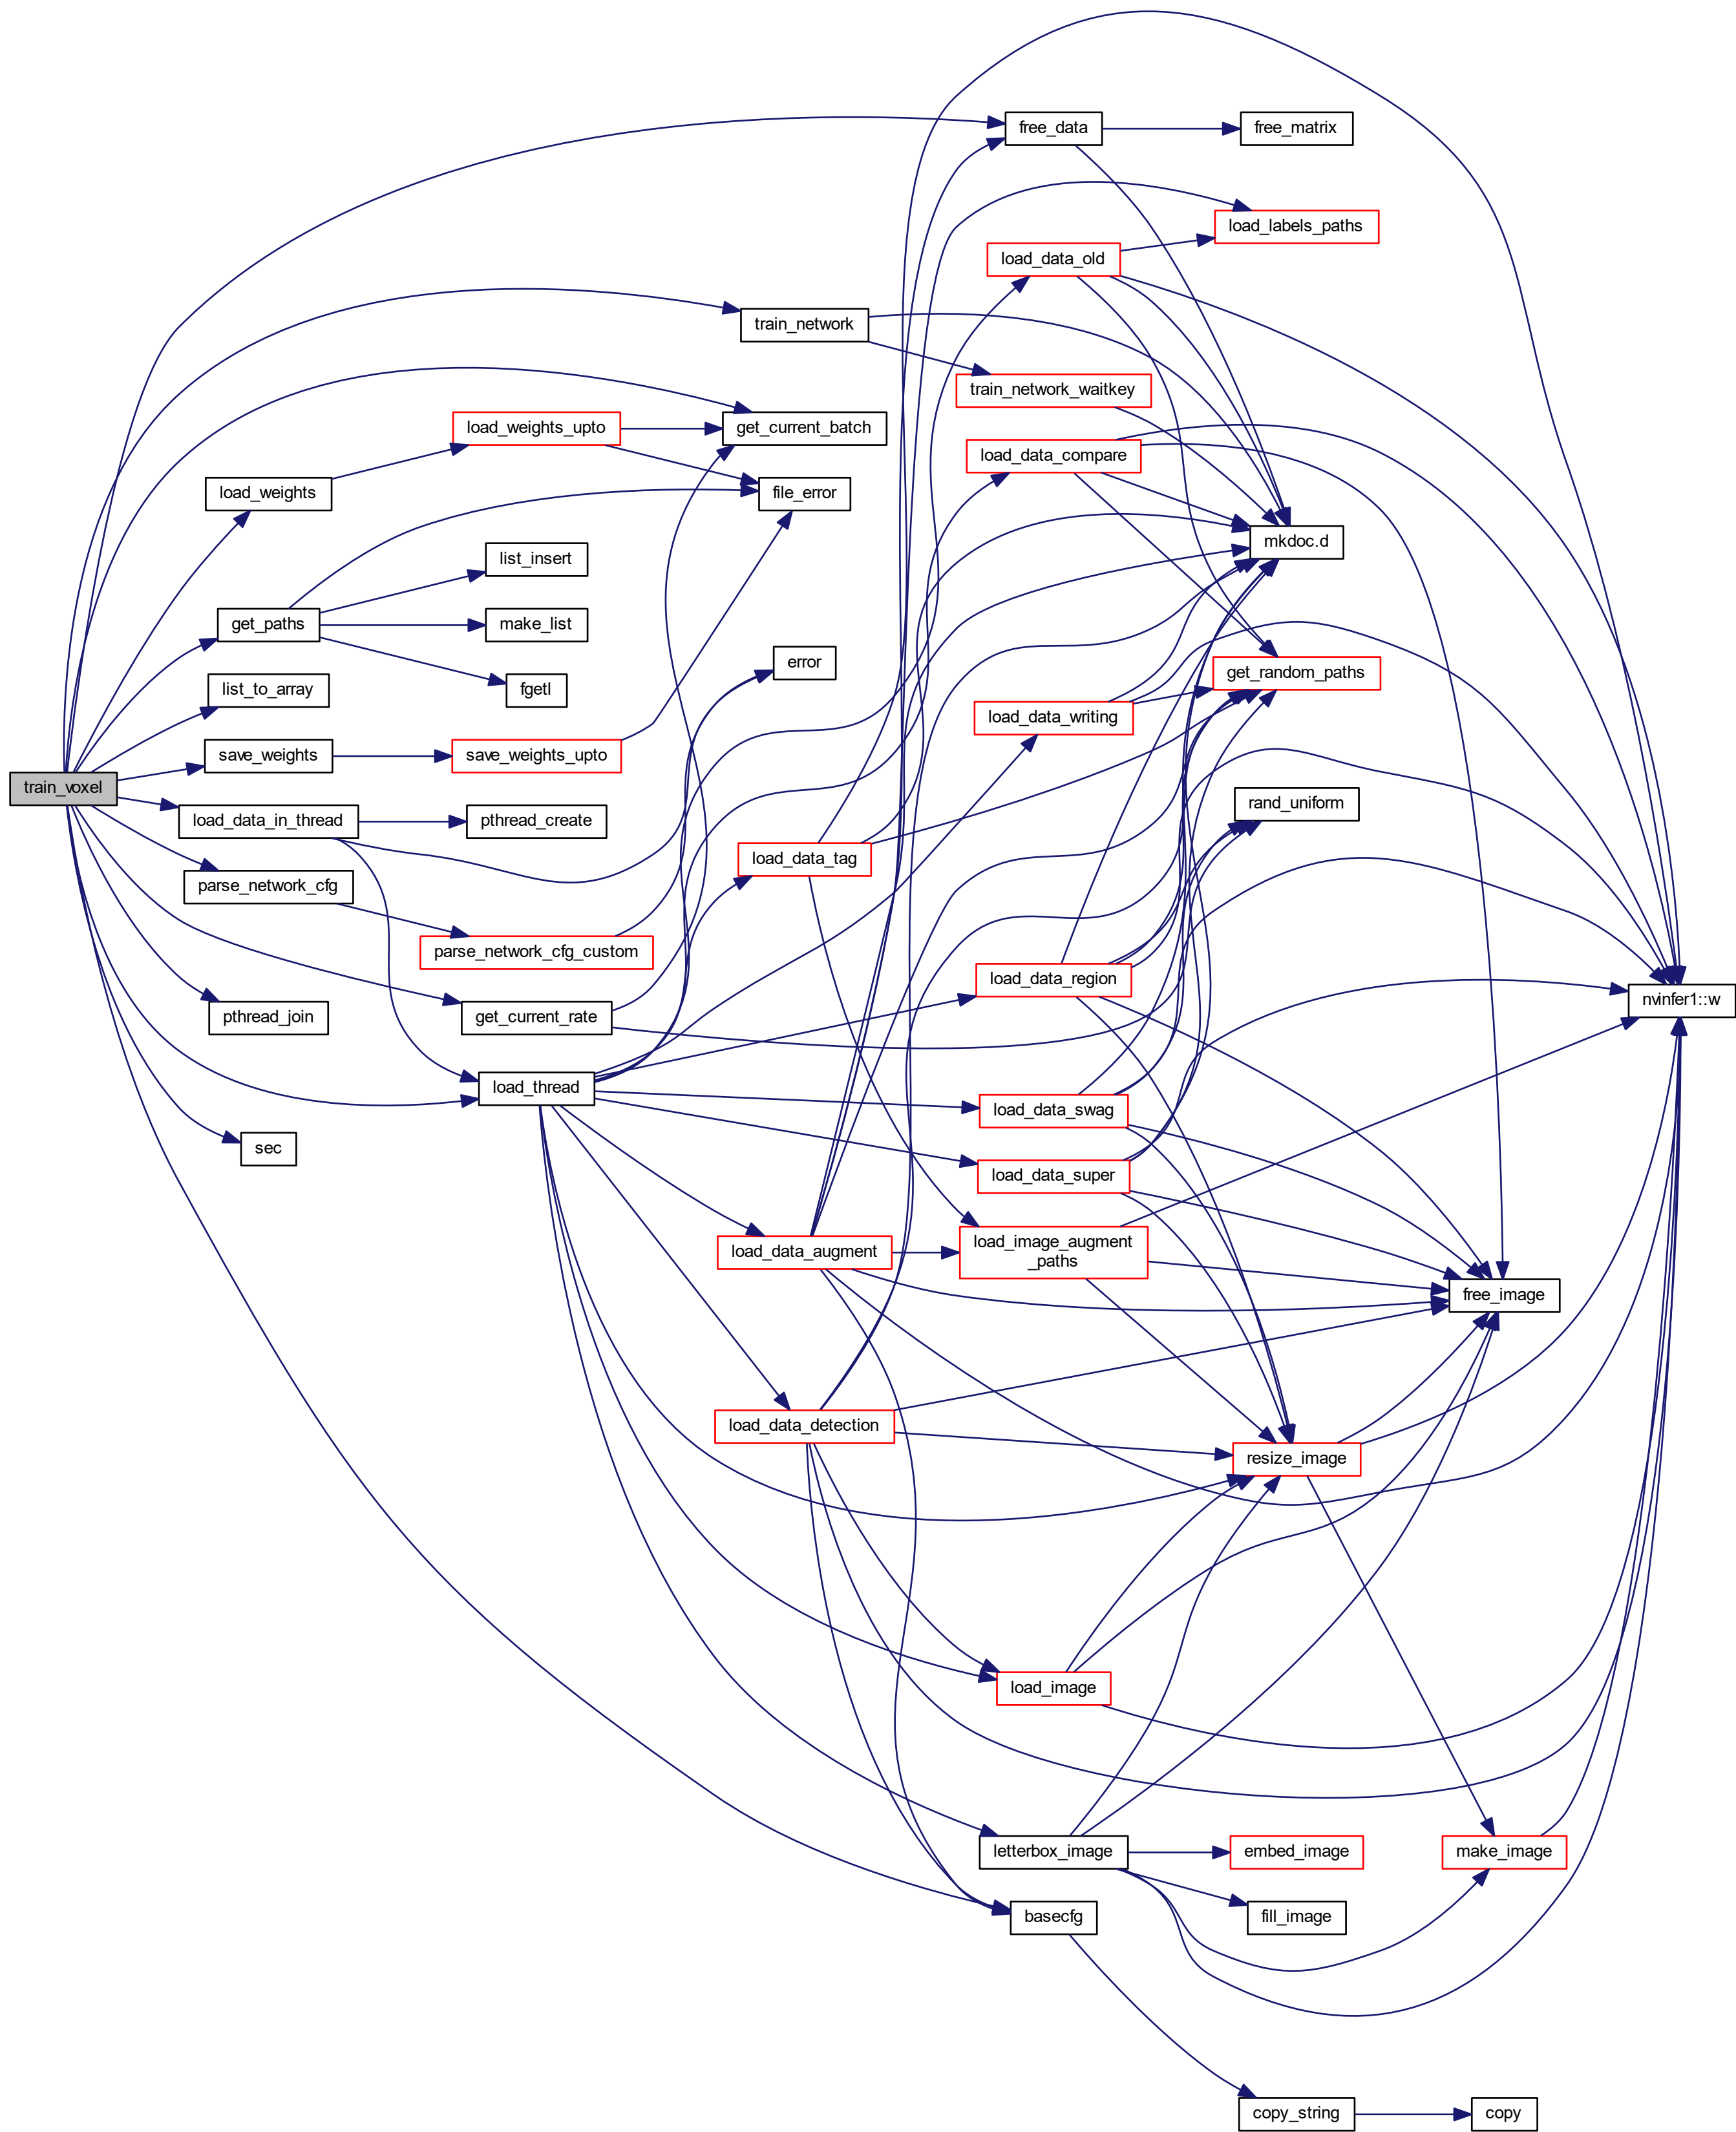 free_data
free_matrix
load_labels_paths
load_data_old
train_network
train_network_waitkey
load_weights_upto
get_current_batch
load_data_compare
load_weights
file_error
mkdoc.d
list_insert
get_paths
make_list
error
get_random_paths
list_to_array
fgetl
load_data_writing
save_weights
save_weights_upto
train_voxel
rand_uniform
load_data_in_thread
pthread_create
load_data_tag
parse_network_cfg
parse_network_cfg_custom
load_data_region
nvinfer1::w
pthread_join
get_current_rate
load_thread
load_data_swag
sec
load_data_super
load_data_augment
load_image_augment
_paths
free_image
load_data_detection
resize_image
load_image
letterbox_image
embed_image
make_image
basecfg
fill_image
copy_string
copy